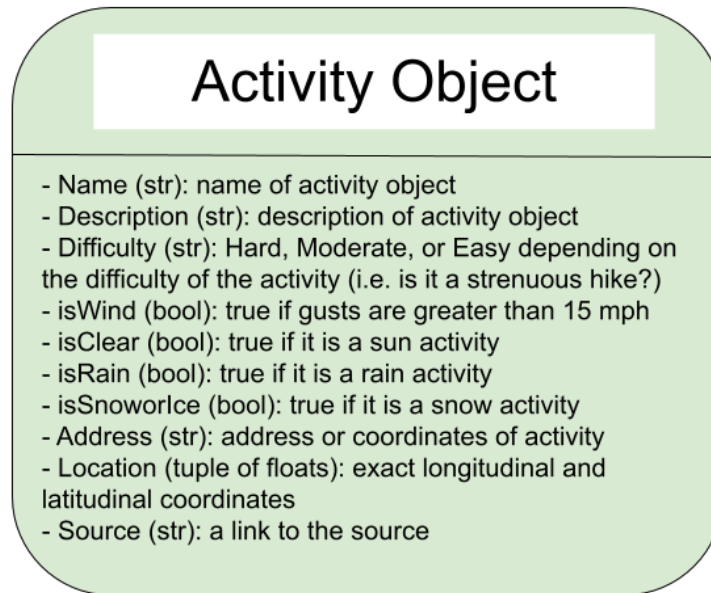 Activity Object
- Name (str): name of activity object
- Description (str): description of activity object
- Difficulty (str): Hard, Moderate, or Easy depending on
the difficulty of the activity (i.e. is it a strenuous hike?)
- isWind (bool): true if gusts are greater than 15 mph
- isClear (bool): true if it is a sun activity
- isRain (bool): true if it is a rain activity
- isSnoworIce (bool): true if it is a snow activity
- Address (str): address or coordinates of activity
- Location (tuple of floats): exact longitudinal and
latitudinal coordinates
- Source (str): a link to the source